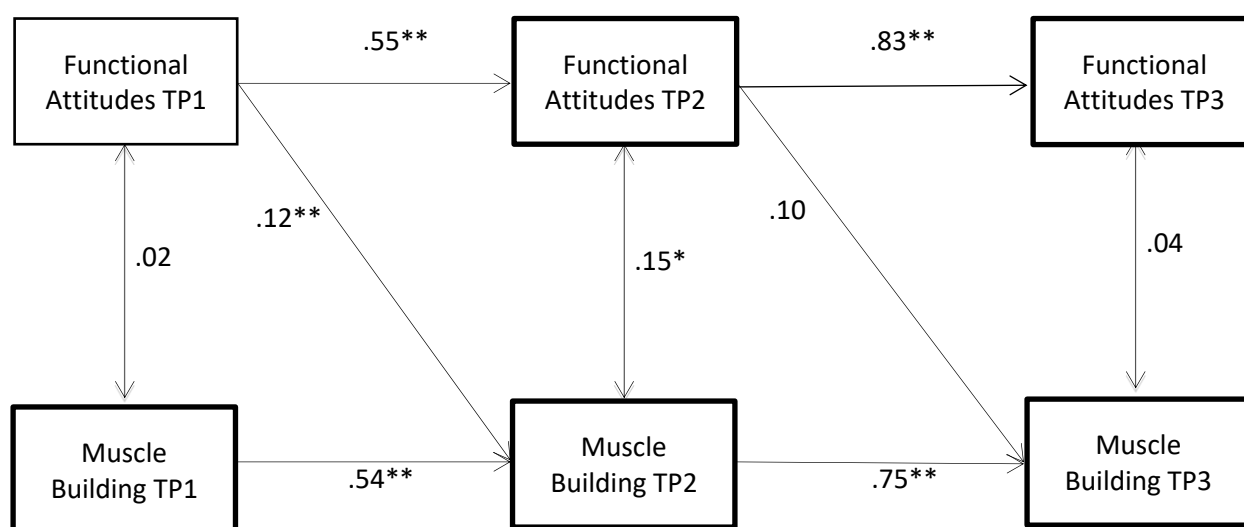 .55**
.83**
Functional
Attitudes TP1
Functional
Attitudes TP2
Functional
Attitudes TP3
.12**
.10
.02
.15*
.04
Muscle
Building TP1
Muscle
Building TP2
Muscle
Building TP3
.54**
.75**